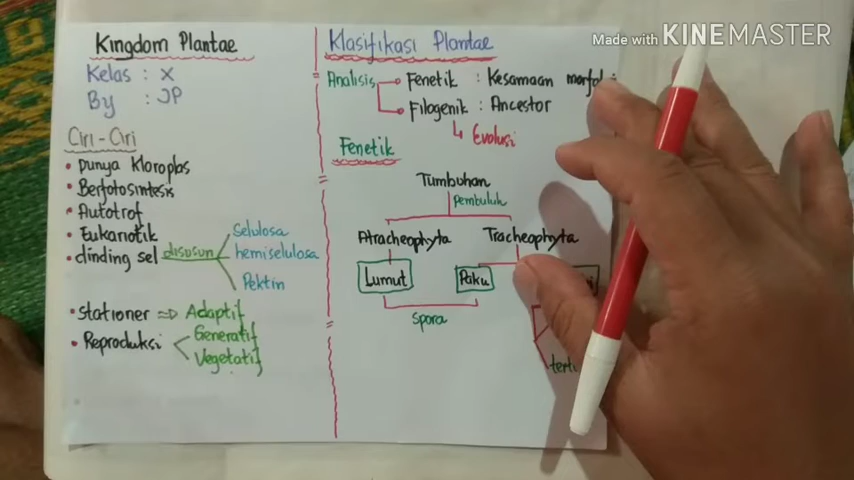 Made with KINEMASTER
Kingdom Plantae
Kelas : X
By : JP
Ciri-Ciri
• Punya Kloroplas
• Berfotosintesis
• Autotrof
• Eukariotik
• dinding sel disusun
Selulosa
hemiselulosa
Pektin
• Stationer => Adaptif
• Reproduksi
Generatif
Vegetatif
Klasifikasi Plantae
Analisis
Fenetik : Kesamaan
Filogenik : Ancestor
Evolusi
Fenetik
Tumbuhan
Pembuluh
Atracheophyta Tracheophyta
Lumut Paku
Spora